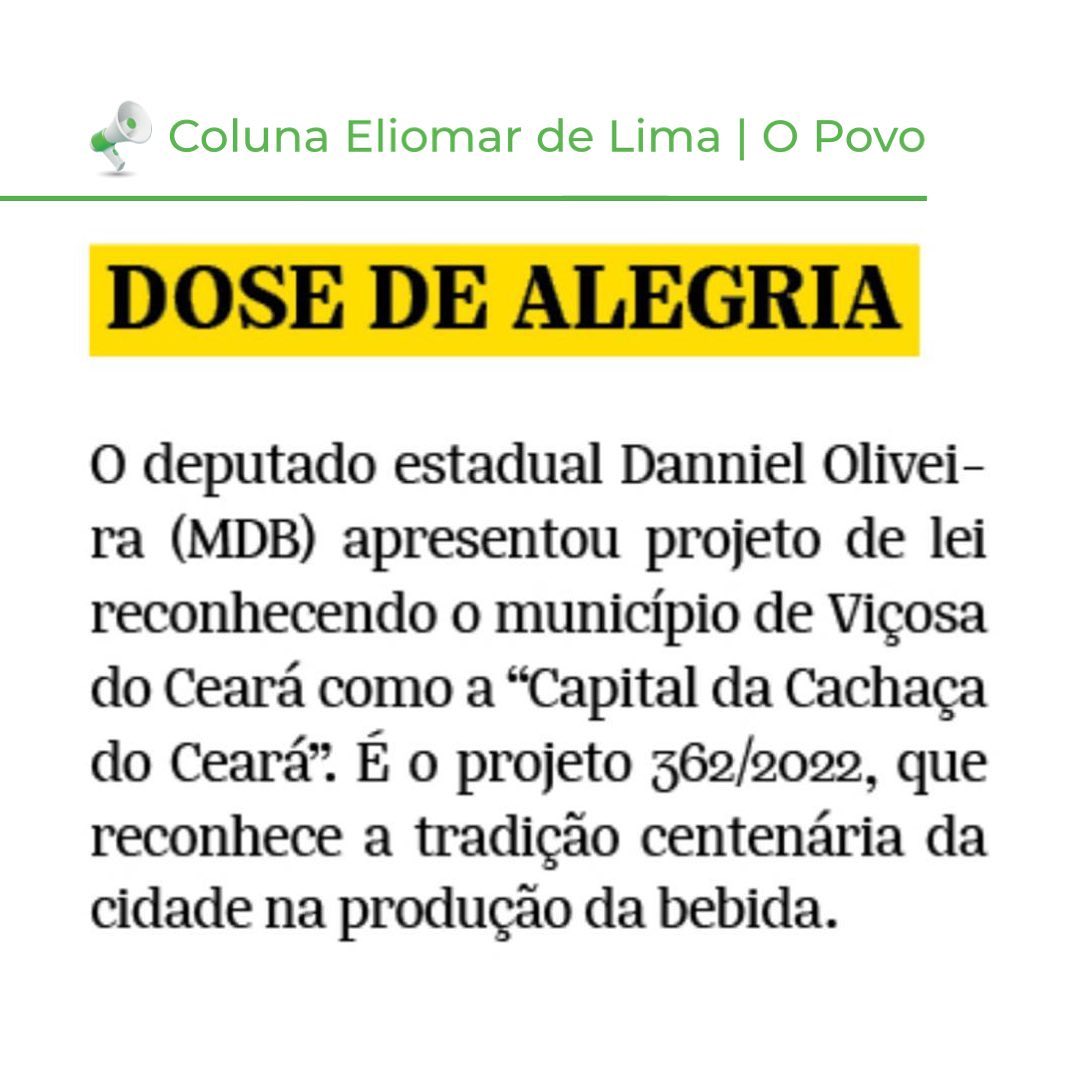 Coluna Eliomar de Lima | O Povo
DOSE DE ALEGRIA
O deputado estadual Danniel Olivei-
ra (MDB) apresentou projeto de lei
reconhecendo o município de Viçosa
do Ceará como a “Capital da Cachaça
do Ceará”. É o projeto 362/2022, que
reconhece a tradição centenária da
cidade na produção da bebida.